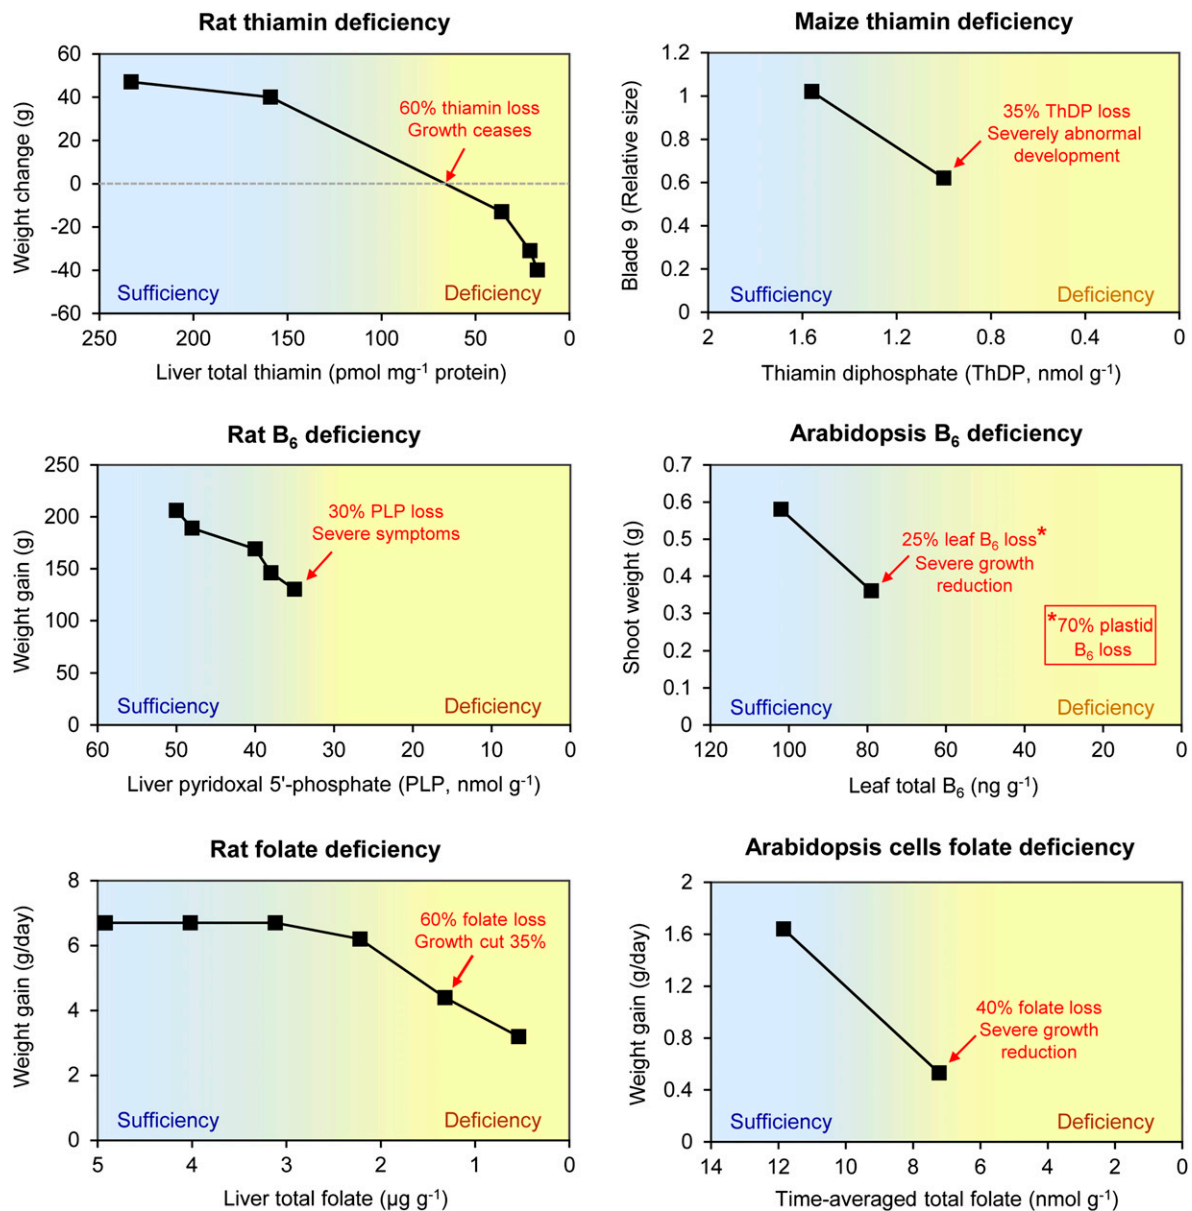 Rat thiamin deficiency
Weight change (g)
60
40
20
0
-20
-40
-60
60% thiamin loss
Growth ceases
Sufficiency
Deficiency
250
200
150
100
50
0
Liver total thiamin (pmol mg⁻¹ protein)
Maize thiamin deficiency
Blade 9 (Relative size)
1.2
1
0.8
0.6
0.4
0.2
0
35% ThDP loss
Severely abnormal
development
Sufficiency
Deficiency
2
1.6
1.2
0.8
0.4
0
Thiamin diphosphate (ThDP, nmol g⁻¹)
Rat B₆ deficiency
Weight gain (g)
250
200
150
100
50
0
30% PLP loss
Severe symptoms
Sufficiency
Deficiency
60
50
40
30
20
10
0
Liver pyridoxal 5'-phosphate (PLP, nmol g⁻¹)
Arabidopsis B₆ deficiency
Shoot weight (g)
0.7
0.6
0.5
0.4
0.3
0.2
0.1
0
25% leaf B₆ loss*
Severe growth
reduction
*70% plastid
B₆ loss
Sufficiency
Deficiency
120
100
80
60
40
20
0
Leaf total B₆ (ng g⁻¹)
Rat folate deficiency
Weight gain (g/day)
8
6
4
2
0
60% folate loss
Growth cut 35%
Sufficiency
Deficiency
5
4
3
2
1
0
Liver total folate (µg g⁻¹)
Arabidopsis cells folate deficiency
Weight gain (g/day)
2
1.6
1.2
0.8
0.4
0
40% folate loss
Severe growth
reduction
Sufficiency
Deficiency
14
12
10
8
6
4
2
0
Time-averaged total folate (nmol g⁻¹)